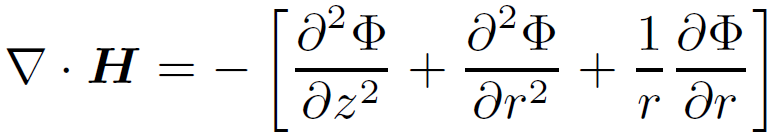 ∇ · H = − [ ∂²Φ/∂z² + ∂²Φ/∂r² + (1/r) ∂Φ/∂r ]